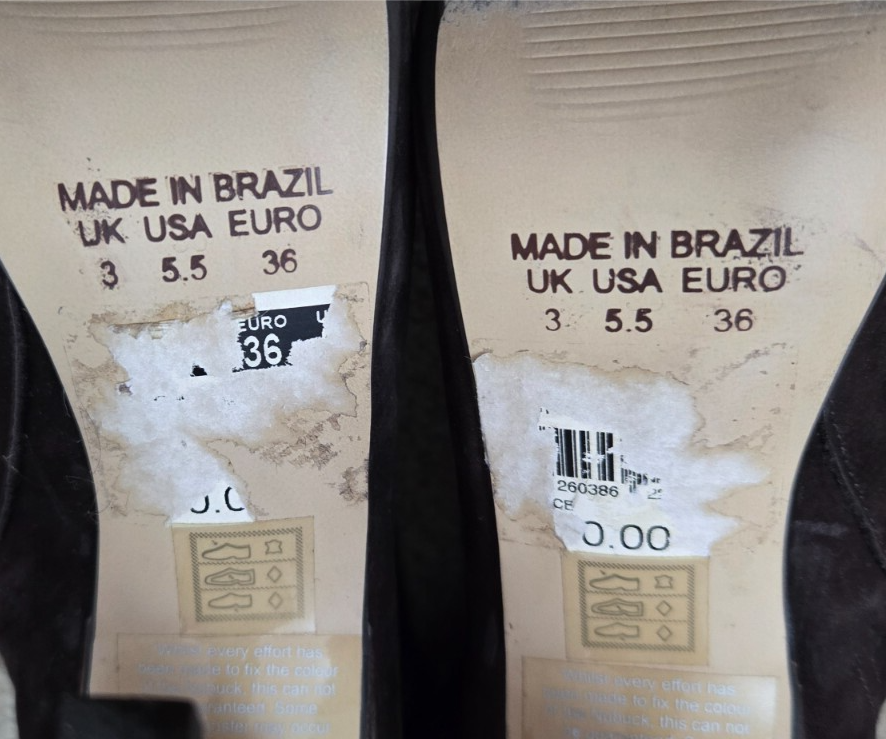 MADE IN BRAZIL
UK USA EURO
3 5.5 36
EURO
36
Whilst every effort has
been made to fix the colour
this can not
Some
MADE IN BRAZIL
UK USA EURO
3 5.5 36
260386
0.00
Whilst every effort has
been made to fix the colour
this can not